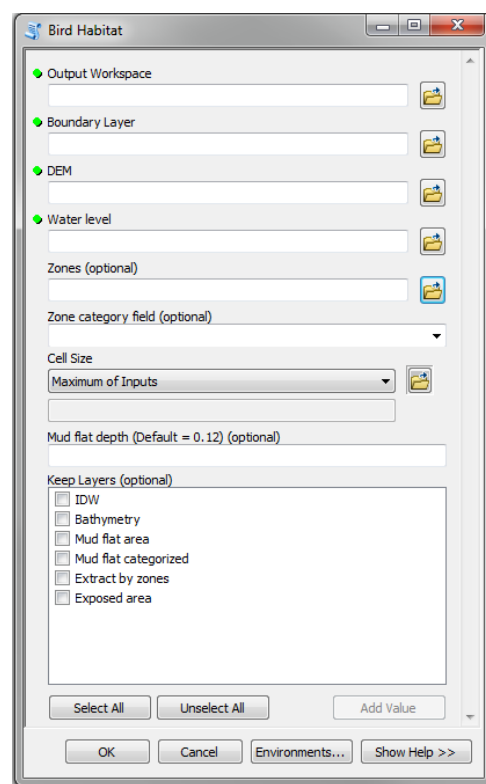 Bird Habitat
Output Workspace
Boundary Layer
DEM
Water level
Zones (optional)
Zone category field (optional)
Cell Size
Maximum of Inputs
Mud flat depth (Default = 0.12) (optional)
Keep Layers (optional)
IDW
Bathymetry
Mud flat area
Mud flat categorized
Extract by zones
Exposed area
Select All Unselect All Add Value
OK Cancel Environments... Show Help >>